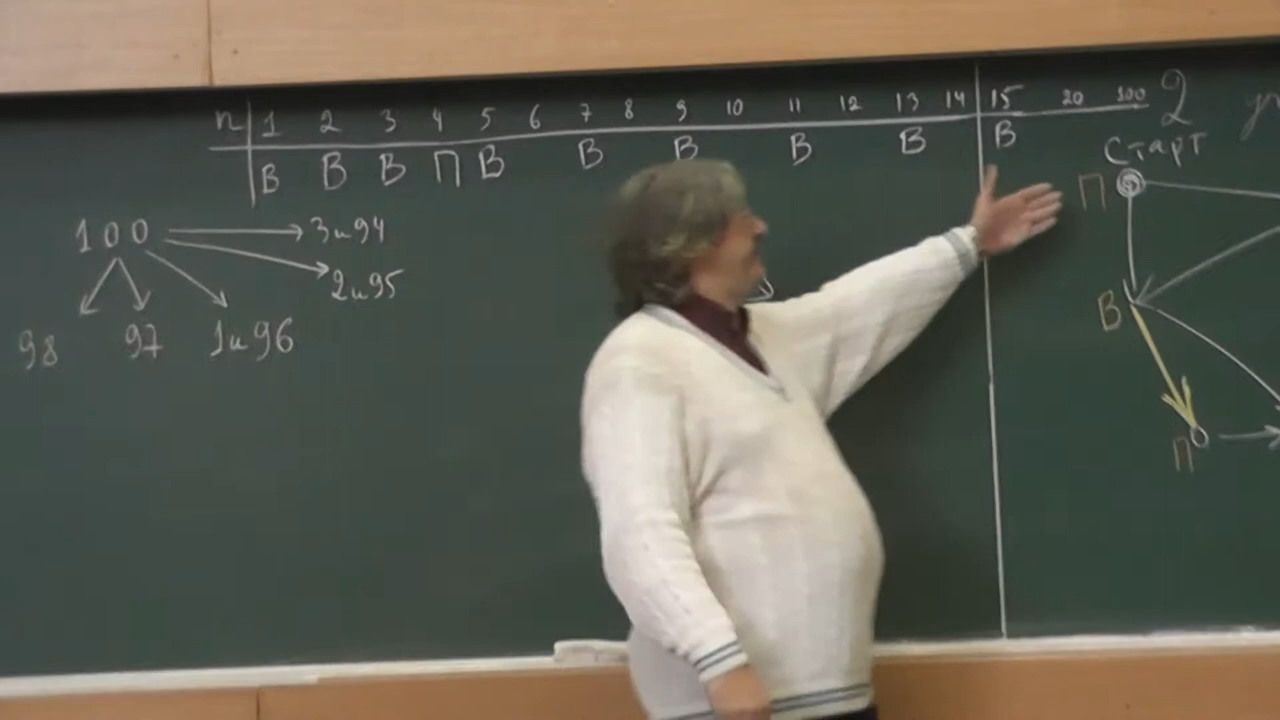 n 1 2 3 4 5 6 7 8 9 10 11 12 13 14 15 20 100 2
В В В П В В В В В В
Старт
П
100 3и94
2и95
98 97 1и96
В
П